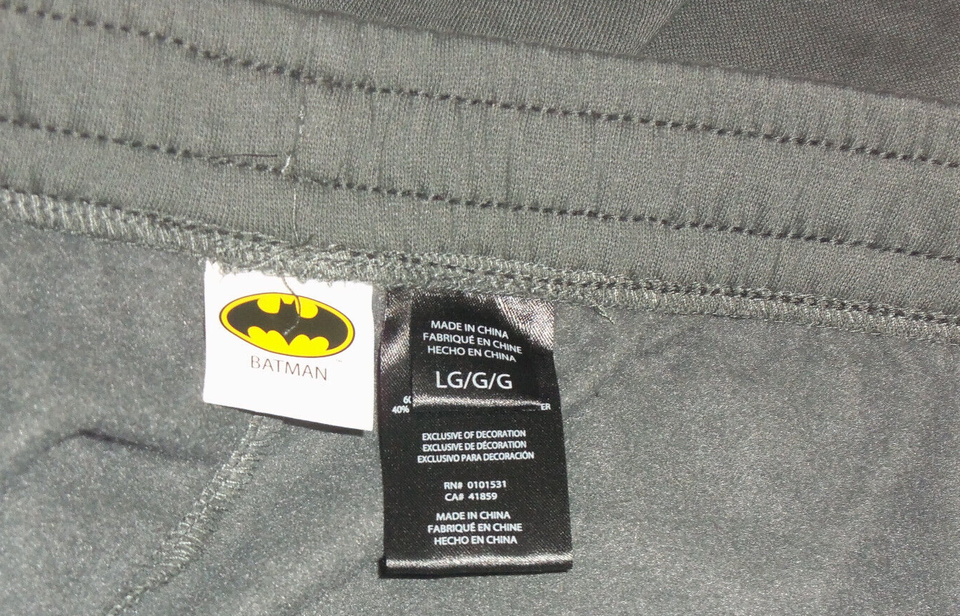 BATMAN
MADE IN CHINA
FABRIQUÉ EN CHINE
HECHO EN CHINA
LG/G/G
40%
EXCLUSIVE OF DECORATION
EXCLUSIVE DE DÉCORATION
EXCLUSIVO PARA DECORACIÓN
RN# 0101531
CA# 41859
MADE IN CHINA
FABRIQUÉ EN CHINE
HECHO EN CHINA